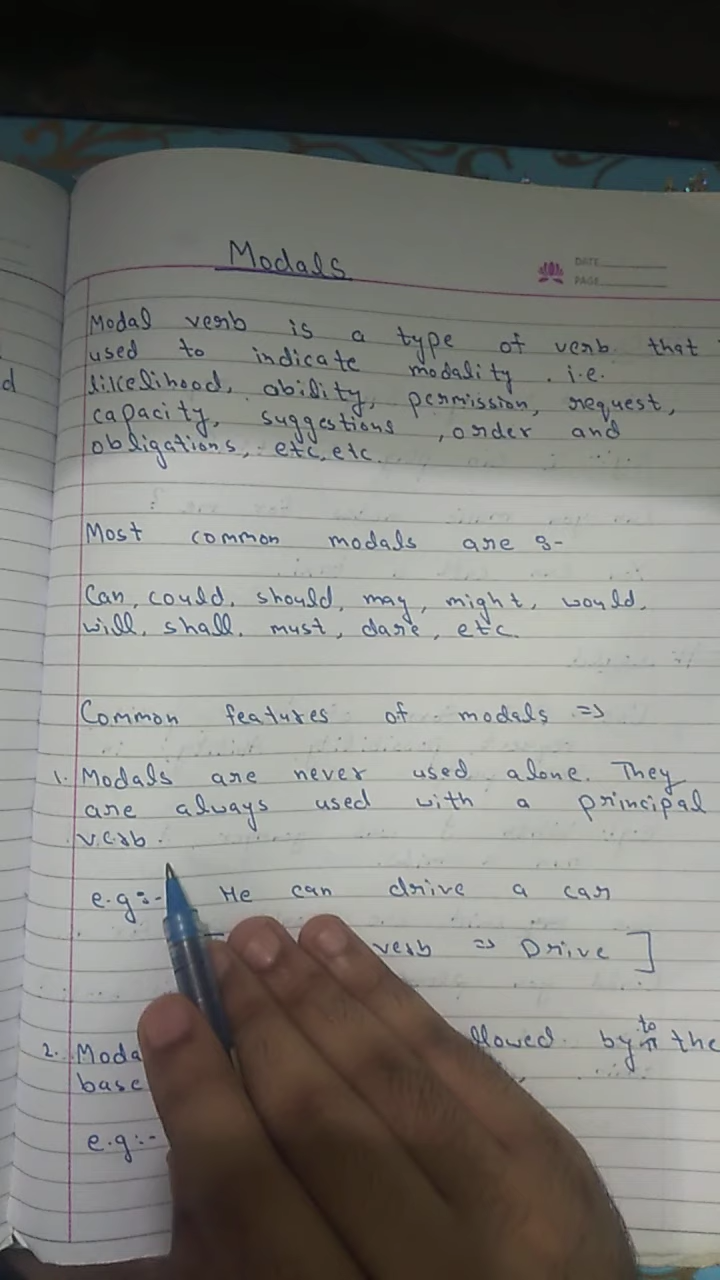 Modals
DATE
PAGE
Modal verb is a type of verb that
used to indicate modality. i.e.
likelihood, ability, permission, request,
capacity, suggestions, order and
obligations, etc, etc.
Most common modals are :-
Can, could, should, may, might, would,
will, shall, must, dare, etc.
Common features of modals =>
1. Modals are never used alone. They
are always used with a principal
verb.
e.g:- He can drive a car
verb => Drive ]
2. by to the
base
e.g:-
d